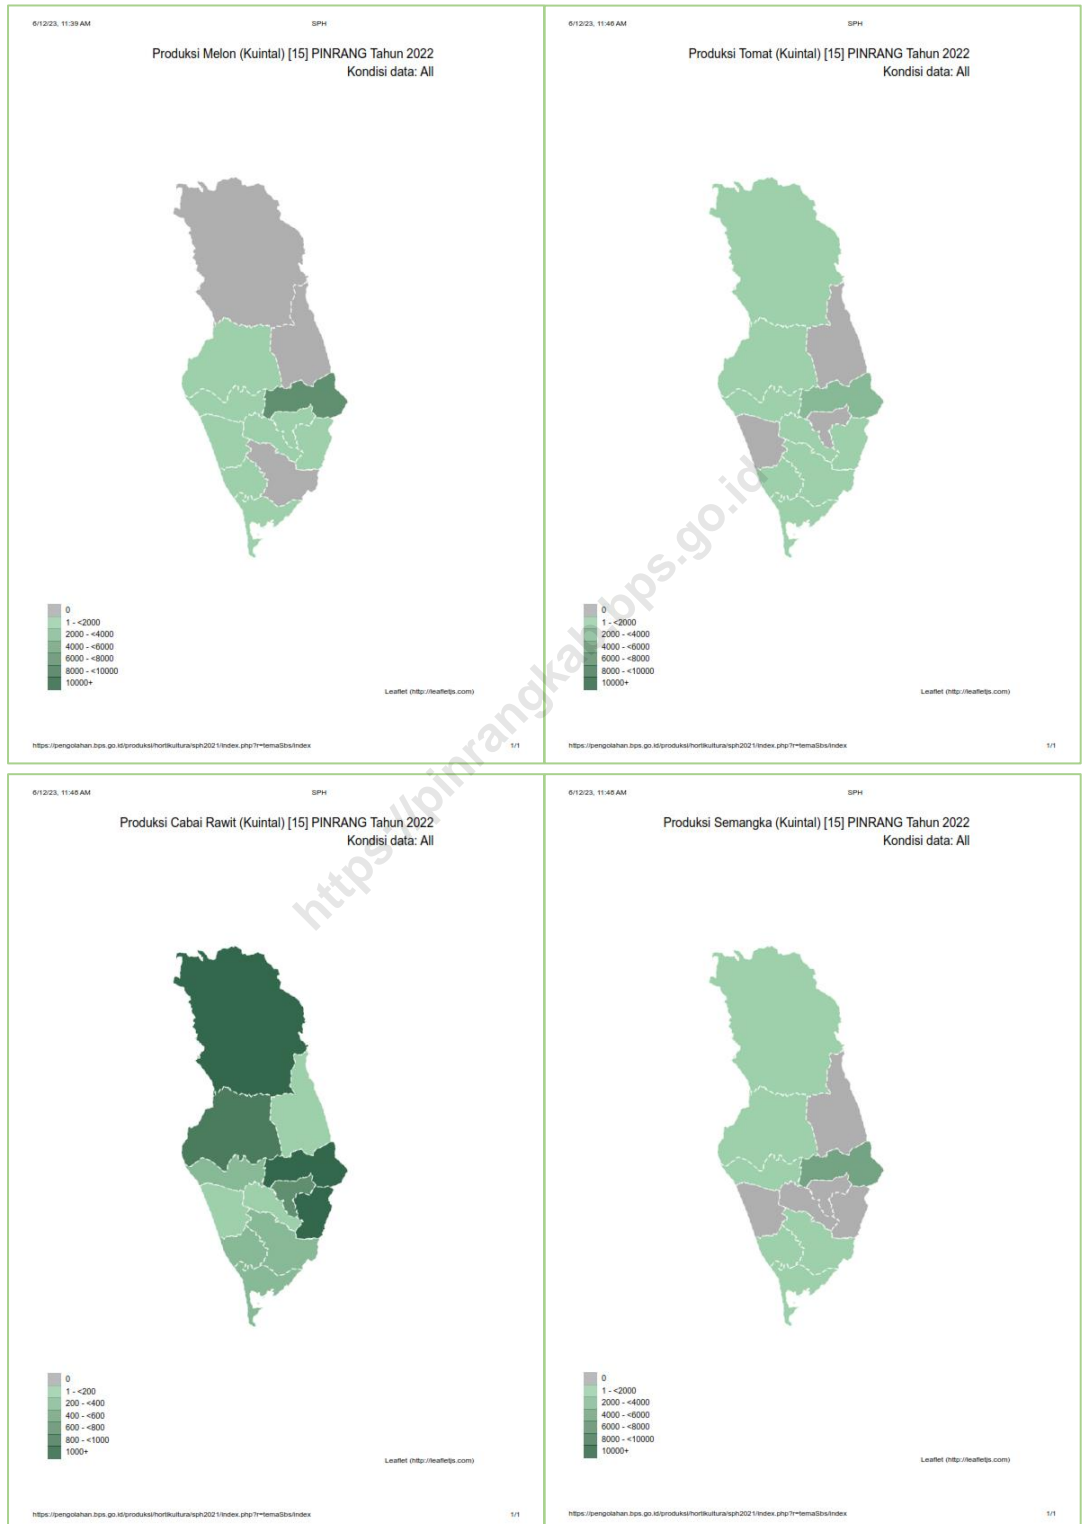 6/12/23, 11:39 AM
SPH
Produksi Melon (Kuintal) [15] PINRANG Tahun 2022
Kondisi data: All
0
1 - <2000
2000 - <4000
4000 - <6000
6000 - <8000
8000 - <10000
10000+
Leaflet (http://leafletjs.com)
https://pengolahan.bps.go.id/produksi/hortikultura/sph2021/index.php?r=temaSbs/index
1/1
6/12/23, 11:46 AM
SPH
Produksi Tomat (Kuintal) [15] PINRANG Tahun 2022
Kondisi data: All
0
1 - <2000
2000 - <4000
4000 - <6000
6000 - <8000
8000 - <10000
10000+
Leaflet (http://leafletjs.com)
https://pengolahan.bps.go.id/produksi/hortikultura/sph2021/index.php?r=temaSbs/index
1/1
https://pinrangkab.bps.go.id
6/12/23, 11:45 AM
SPH
Produksi Cabai Rawit (Kuintal) [15] PINRANG Tahun 2022
Kondisi data: All
0
1 - <200
200 - <400
400 - <600
600 - <800
800 - <1000
1000+
Leaflet (http://leafletjs.com)
https://pengolahan.bps.go.id/produksi/hortikultura/sph2021/index.php?r=temaSbs/index
1/1
6/12/23, 11:45 AM
SPH
Produksi Semangka (Kuintal) [15] PINRANG Tahun 2022
Kondisi data: All
0
1 - <2000
2000 - <4000
4000 - <6000
6000 - <8000
8000 - <10000
10000+
Leaflet (http://leafletjs.com)
https://pengolahan.bps.go.id/produksi/hortikultura/sph2021/index.php?r=temaSbs/index
1/1